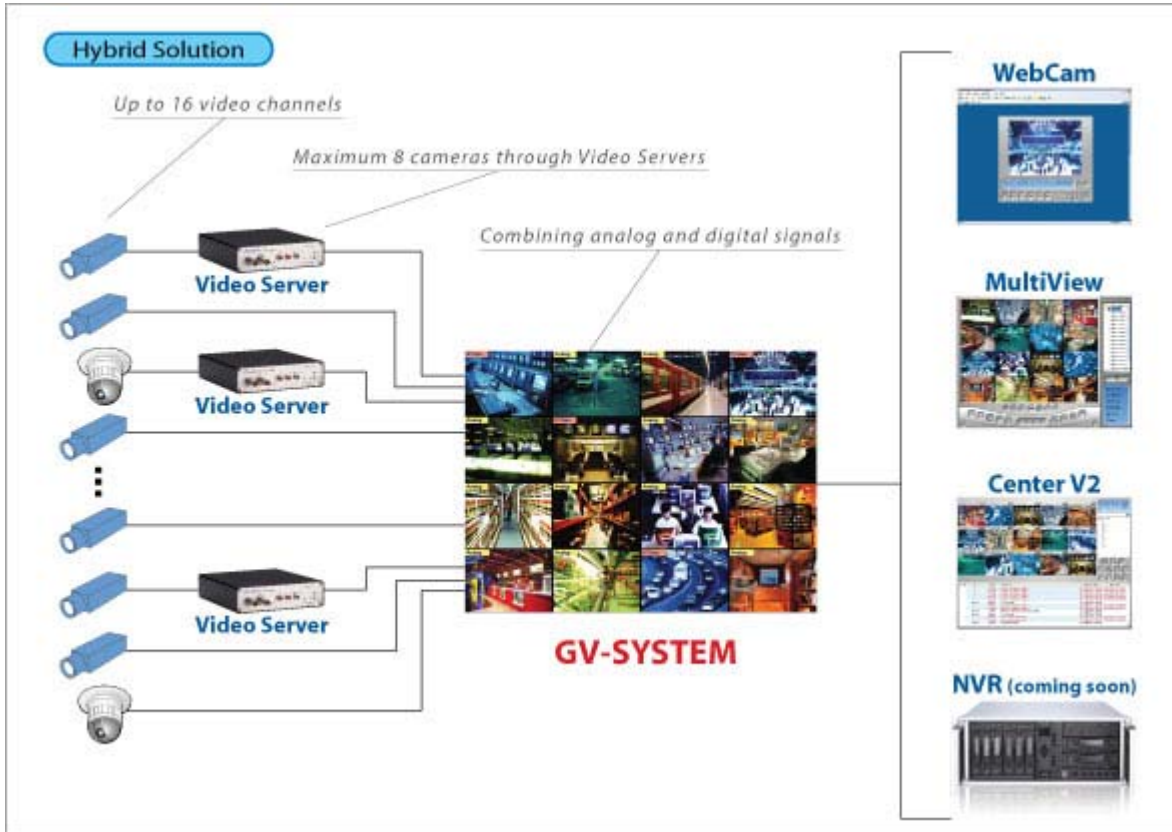 Hybrid Solution
Up to 16 video channels
Maximum 8 cameras through Video Servers
Combining analog and digital signals
Video Server
Video Server
Video Server
GV-SYSTEM
WebCam
MultiView
Center V2
NVR (coming soon)